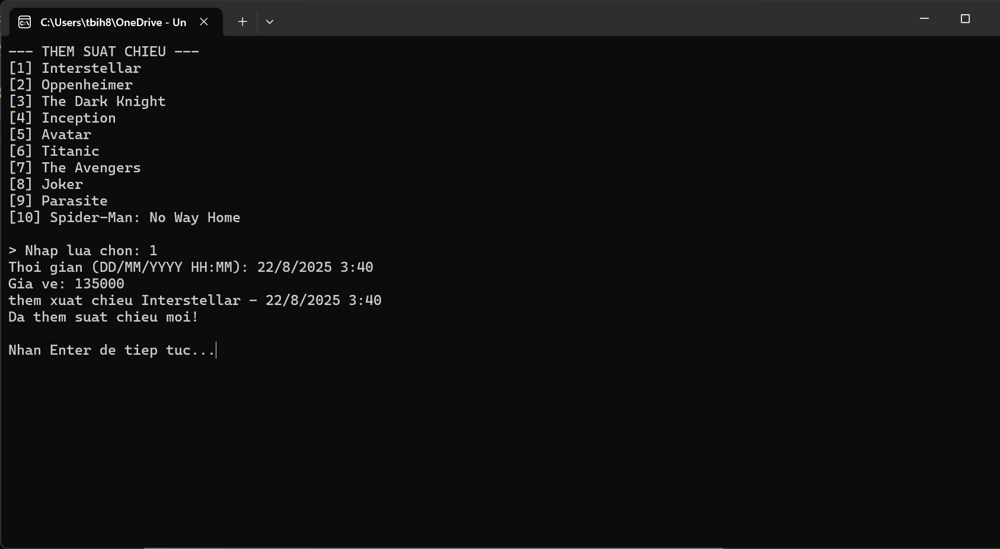 C:\Users\tbih8\OneDrive - Un
--- THEM SUAT CHIEU ---
[1] Interstellar
[2] Oppenheimer
[3] The Dark Knight
[4] Inception
[5] Avatar
[6] Titanic
[7] The Avengers
[8] Joker
[9] Parasite
[10] Spider-Man: No Way Home
> Nhap lua chon: 1
Thoi gian (DD/MM/YYYY HH:MM): 22/8/2025 3:40
Gia ve: 135000
them xuat chieu Interstellar - 22/8/2025 3:40
Da them suat chieu moi!
Nhan Enter de tiep tuc...